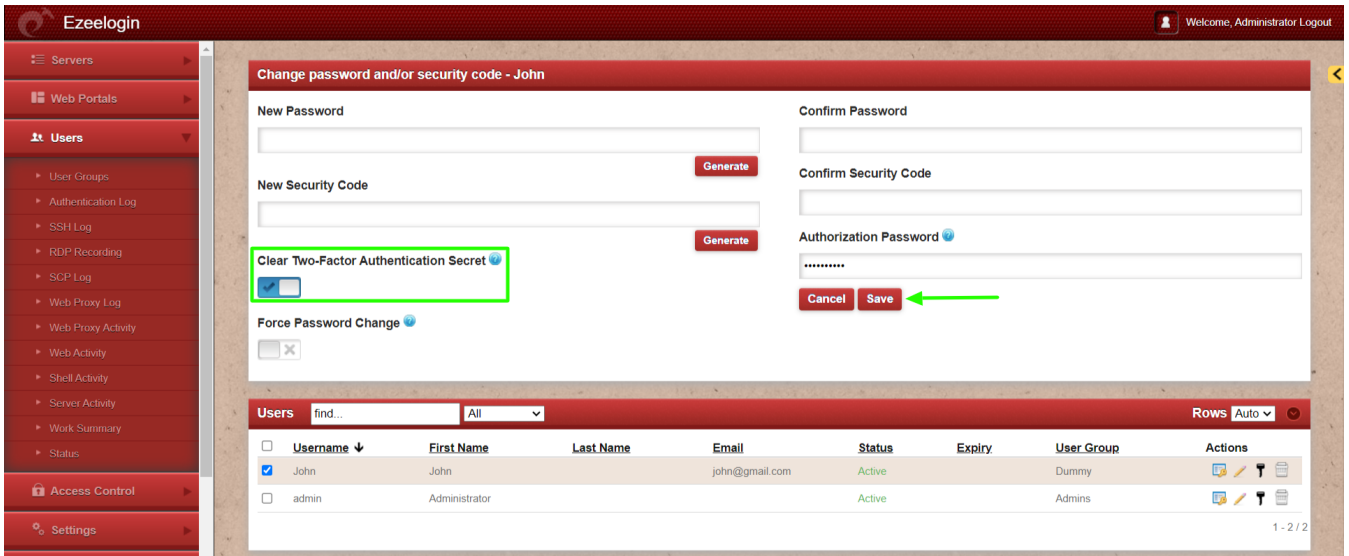 Ezeelogin
Welcome, Administrator Logout
Servers
Web Portals
Users
User Groups
Authentication Log
SSH Log
RDP Recording
SCP Log
Web Proxy Log
Web Proxy Activity
Web Activity
Shell Activity
Server Activity
Work Summary
Status
Access Control
Settings
Change password and/or security code - John
New Password
Generate
New Security Code
Generate
Clear Two-Factor Authentication Secret ?
Force Password Change ?
Confirm Password
Confirm Security Code
Authorization Password ?
••••••••••
Cancel Save
Users find... All Rows Auto
Username First Name Last Name Email Status Expiry User Group Actions
John John john@gmail.com Active Dummy
admin Administrator Active Admins
1 - 2 / 2